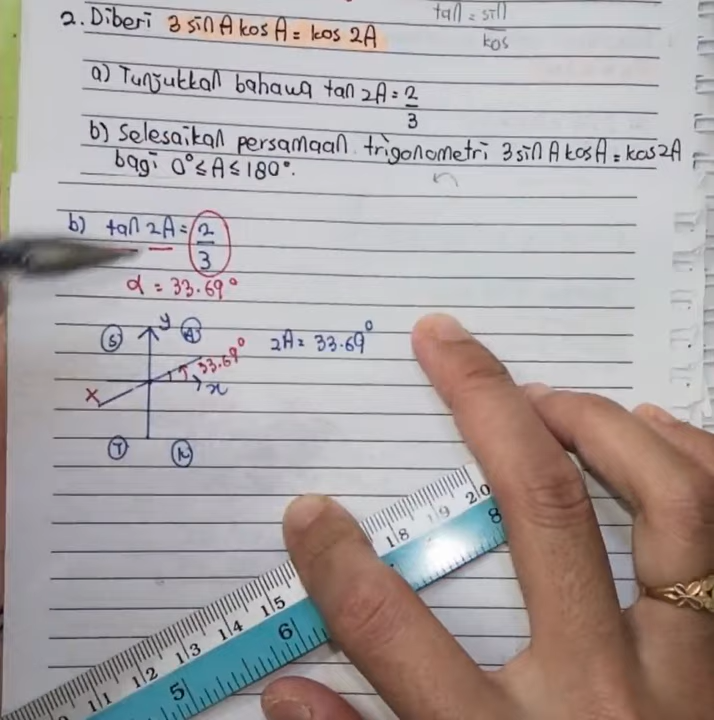 tan = sin
kos
2. Diberi 3 sin A kos A = kos 2A
a) Tunjukkan bahawa tan 2A = 2
3
b) Selesaikan persamaan trigonometri 3 sin A kos A = kos 2A
bagi 0° ≤ A ≤ 180°.
b) tan 2A = 2
3
α = 33.69°
S y A 2A = 33.69°
33.69°
x x
T K
11 12 13 14 15 18 19 20
5 6 8